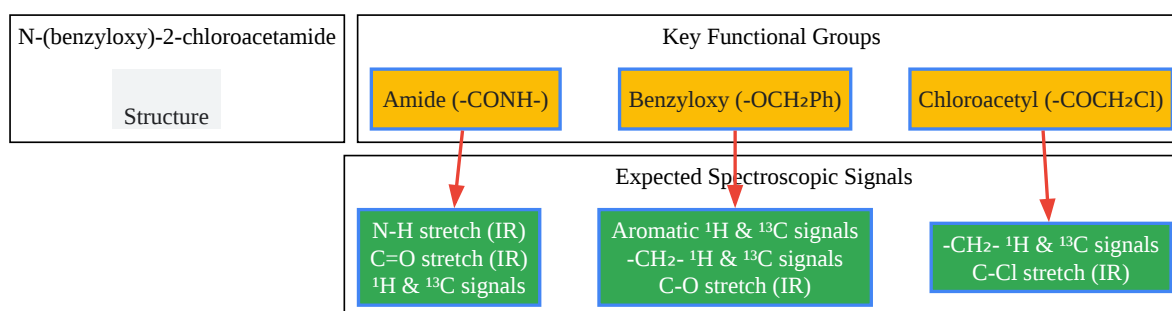 N-(benzyloxy)-2-chloroacetamide
Structure
Key Functional Groups
Amide (-CONH-)
Benzyloxy (-OCH₂Ph)
Chloroacetyl (-COCH₂Cl)
Expected Spectroscopic Signals
N-H stretch (IR)
C=O stretch (IR)
¹H & ¹³C signals
Aromatic ¹H & ¹³C signals
-CH₂- ¹H & ¹³C signals
C-O stretch (IR)
-CH₂- ¹H & ¹³C signals
C-Cl stretch (IR)